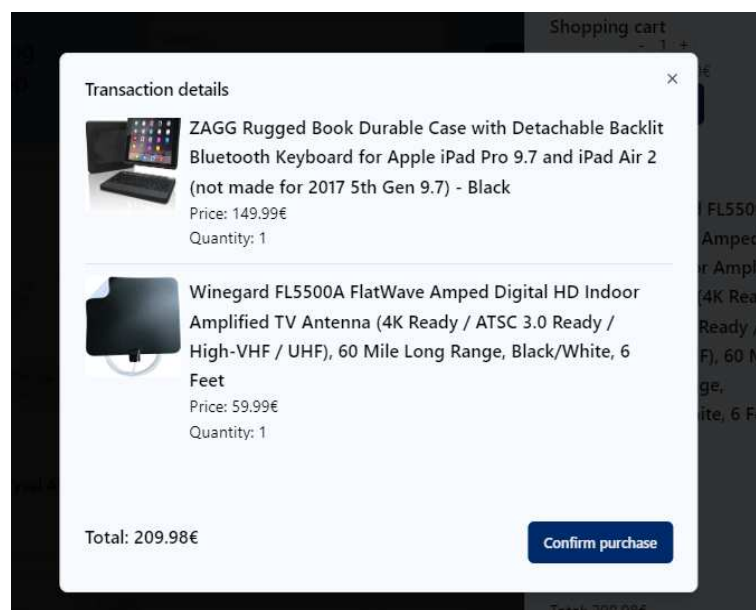 Shopping cart
- 1 +
Transaction details
×
ZAGG Rugged Book Durable Case with Detachable Backlit
Bluetooth Keyboard for Apple iPad Pro 9.7 and iPad Air 2
(not made for 2017 5th Gen 9.7) - Black
Price: 149.99€
Quantity: 1
Winegard FL5500A FlatWave Amped Digital HD Indoor
Amplified TV Antenna (4K Ready / ATSC 3.0 Ready /
High-VHF / UHF), 60 Mile Long Range, Black/White, 6
Feet
Price: 59.99€
Quantity: 1
Total: 209.98€
Confirm purchase